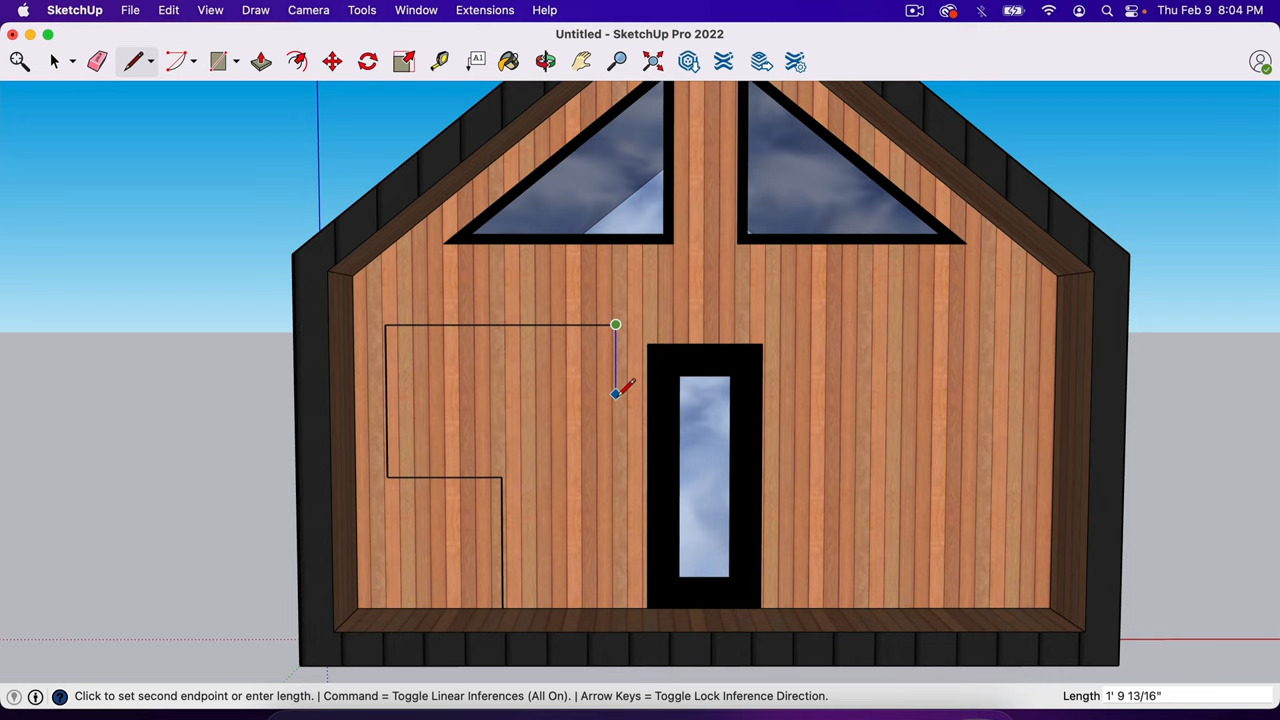 SketchUp File Edit View Draw Camera Tools Window Extensions Help Thu Feb 9 8:04 PM
Untitled - SketchUp Pro 2022
A1
Click to set second endpoint or enter length. | Command = Toggle Linear Inferences (All On). | Arrow Keys = Toggle Lock Inference Direction. Length 1' 9 13/16"